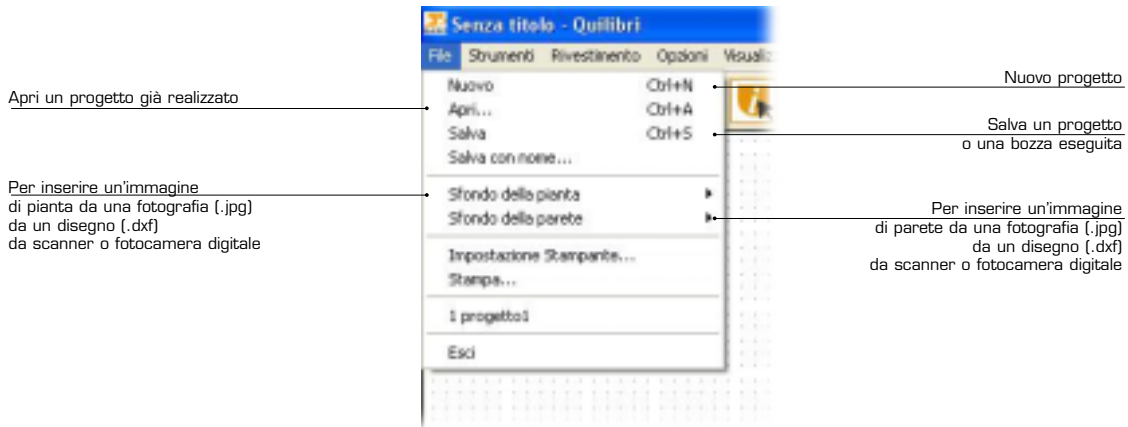 Senza titolo - Quilibri
File Strumenti Rivestimento Opzioni Visualiz
Nuovo Ctrl+N
Apri... Ctrl+A
Salva Ctrl+S
Salva con nome...
Sfondo della pianta
Sfondo della parete
Impostazione Stampante...
Stampa...
1 progetto1
Esci
Apri un progetto già realizzato
Per inserire un'immagine
di pianta da una fotografia (.jpg)
da un disegno (.dxf)
da scanner o fotocamera digitale
Nuovo progetto
Salva un progetto
o una bozza eseguita
Per inserire un'immagine
di parete da una fotografia (.jpg)
da un disegno (.dxf)
da scanner o fotocamera digitale